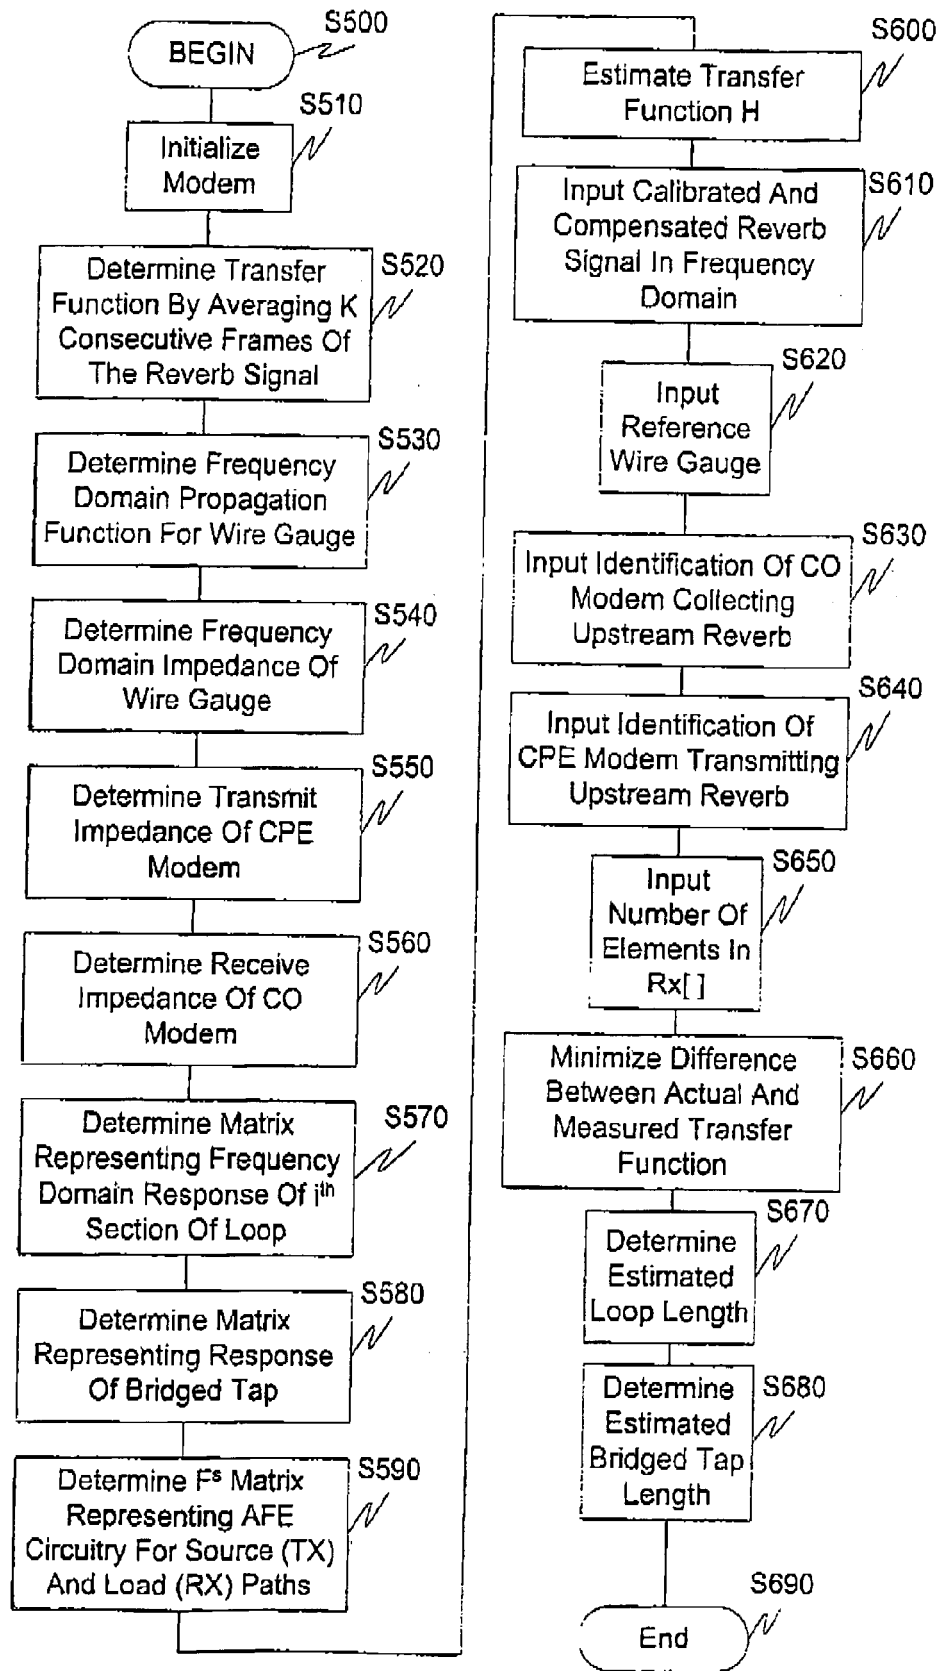 S500
BEGIN
S510
Initialize
Modem
S520
Determine Transfer
Function By Averaging K
Consecutive Frames Of
The Reverb Signal
S530
Determine Frequency
Domain Propagation
Function For Wire Gauge
S540
Determine Frequency
Domain Impedance Of
Wire Gauge
S550
Determine Transmit
Impedance Of CPE
Modem
S560
Determine Receive
Impedance Of CO
Modem
S570
Determine Matrix
Representing Frequency
Domain Response Of iᵗʰ
Section Of Loop
S580
Determine Matrix
Representing Response
Of Bridged Tap
S590
Determine Fˢ Matrix
Representing AFE
Circuitry For Source (TX)
And Load (RX) Paths
S600
Estimate Transfer
Function H
S610
Input Calibrated And
Compensated Reverb
Signal In Frequency
Domain
S620
Input
Reference
Wire Gauge
S630
Input Identification Of CO
Modem Collecting
Upstream Reverb
S640
Input Identification Of
CPE Modem Transmitting
Upstream Reverb
S650
Input
Number Of
Elements In
Rx[ ]
S660
Minimize Difference
Between Actual And
Measured Transfer
Function
S670
Determine
Estimated
Loop Length
S680
Determine
Estimated
Bridged Tap
Length
S690
End